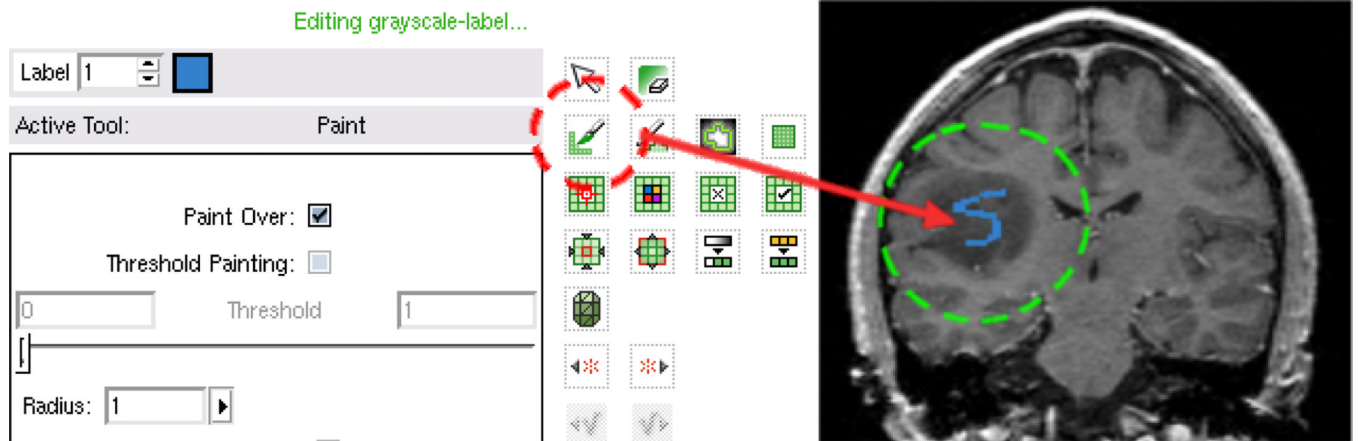 Editing grayscale-label...
Label 1
Active Tool: Paint
Paint Over:
Threshold Painting:
0 Threshold 1
Radius: 1
S